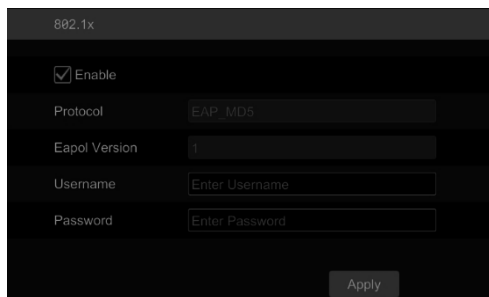 802.1x
Enable
Protocol EAP_MD5
Eapol Version 1
Username Enter Username
Password Enter Password
Apply